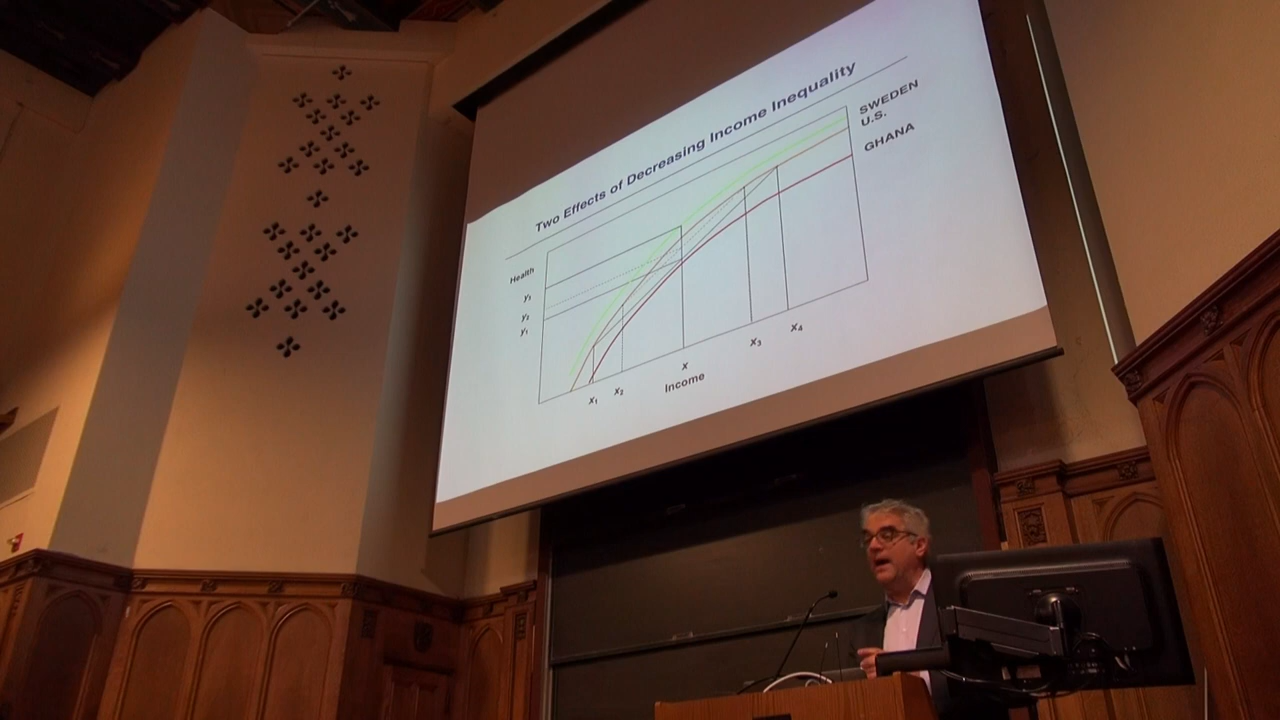 Two Effects of Decreasing Income Inequality
SWEDEN
U.S.
GHANA
Health
y3
y2
y1
x1
x2
x
x3
x4
Income